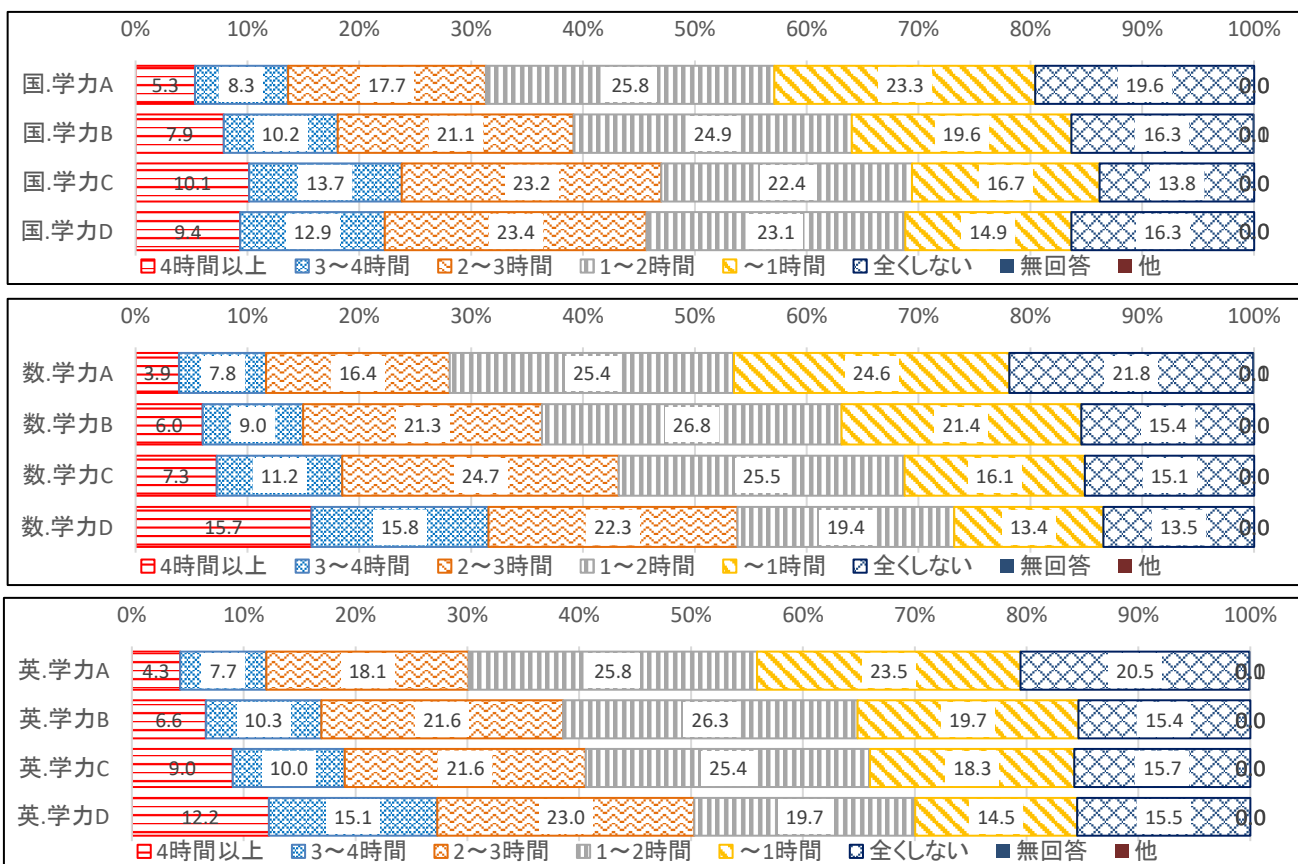 0% 10% 20% 30% 40% 50% 60% 70% 80% 90% 100%
国.学力A 5.3 8.3 17.7 25.8 23.3 19.6
国.学力B 7.9 10.2 21.1 24.9 19.6 16.3
国.学力C 10.1 13.7 23.2 22.4 16.7 13.8
国.学力D 9.4 12.9 23.4 23.1 14.9 16.3
4時間以上 3～4時間 2～3時間 1～2時間 ～1時間 全くしない 無回答 他
0% 10% 20% 30% 40% 50% 60% 70% 80% 90% 100%
数.学力A 3.9 7.8 16.4 25.4 24.6 21.8
数.学力B 6.0 9.0 21.3 26.8 21.4 15.4
数.学力C 7.3 11.2 24.7 25.5 16.1 15.1
数.学力D 15.7 15.8 22.3 19.4 13.4 13.5
4時間以上 3～4時間 2～3時間 1～2時間 ～1時間 全くしない 無回答 他
0% 10% 20% 30% 40% 50% 60% 70% 80% 90% 100%
英.学力A 4.3 7.7 18.1 25.8 23.5 20.5
英.学力B 6.6 10.3 21.6 26.3 19.7 15.4
英.学力C 9.0 10.0 21.6 25.4 18.3 15.7
英.学力D 12.2 15.1 23.0 19.7 14.5 15.5
4時間以上 3～4時間 2～3時間 1～2時間 ～1時間 全くしない 無回答 他